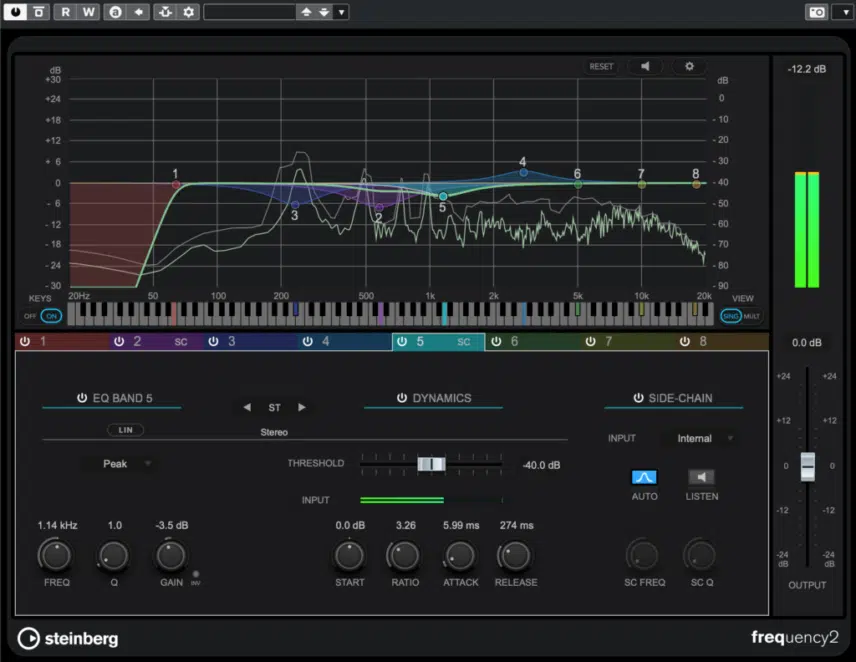 R W a
RESET
-12.2 dB
dB
+30
+24
+18
+12
+ 6
0
- 6
- 12
- 18
- 24
- 30
dB
0
- 10
- 20
- 30
- 40
- 50
- 60
- 70
- 80
- 90
1 3 2 5 4 6 7 8
KEYS 20Hz 50 100 200 500 1k 2k 5k 10k 20k VIEW
OFF ON SING MULT
1 2 SC 3 4 5 SC 6 7 8
0.0 dB
EQ BAND 5 ST DYNAMICS SIDE-CHAIN
LIN Stereo INPUT Internal
Peak THRESHOLD -40.0 dB
AUTO LISTEN
INPUT
1.14 kHz 1.0 -3.5 dB 0.0 dB 3.26 5.99 ms 274 ms
FREQ Q GAIN INV START RATIO ATTACK RELEASE SC FREQ SC Q
+24 +24
+12 +12
0 0
-12 -12
-24 -24
dB dB
OUTPUT
steinberg frequency2